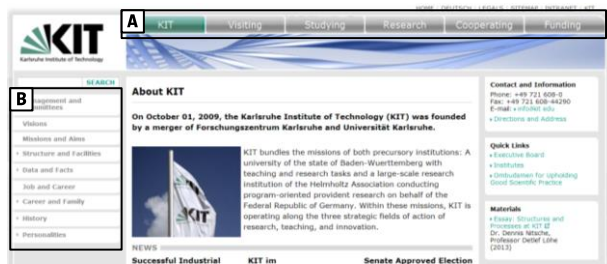 HOME | DEUTSCH | LEGALS | SITEMAP | INTRANET | KIT
A
KIT Visiting Studying Research Cooperating Funding
KIT
Karlsruhe Institute of Technology
SEARCH
B
Management and
Committees
Visions
Missions and Aims
Structure and Facilities
Data and Facts
Job and Career
Career and Family
History
Personalities
About KIT
On October 01, 2009, the Karlsruhe Institute of Technology (KIT) was founded
by a merger of Forschungszentrum Karlsruhe and Universität Karlsruhe.
KIT
KIT bundles the missions of both precursory institutions: A
university of the state of Baden-Wuerttemberg with
teaching and research tasks and a large-scale research
institution of the Helmholtz Association conducting
program-oriented provident research on behalf of the
Federal Republic of Germany. Within these missions, KIT is
operating along the three strategic fields of action of
research, teaching, and innovation.
NEWS
Successful Industrial KIT im Senate Approved Election
Contact and Information
Phone: +49 721 608-0
Fax: +49 721 608-44290
E-mail: info@kit edu
Directions and Address
Quick Links
Executive Board
Institutes
Ombudsmen for Upholding
Good Scientific Practice
Materials
Essay: Structures and
Processes at KIT
Dr. Dennis Nitsche,
Professor Detlef Löhe
(2013)